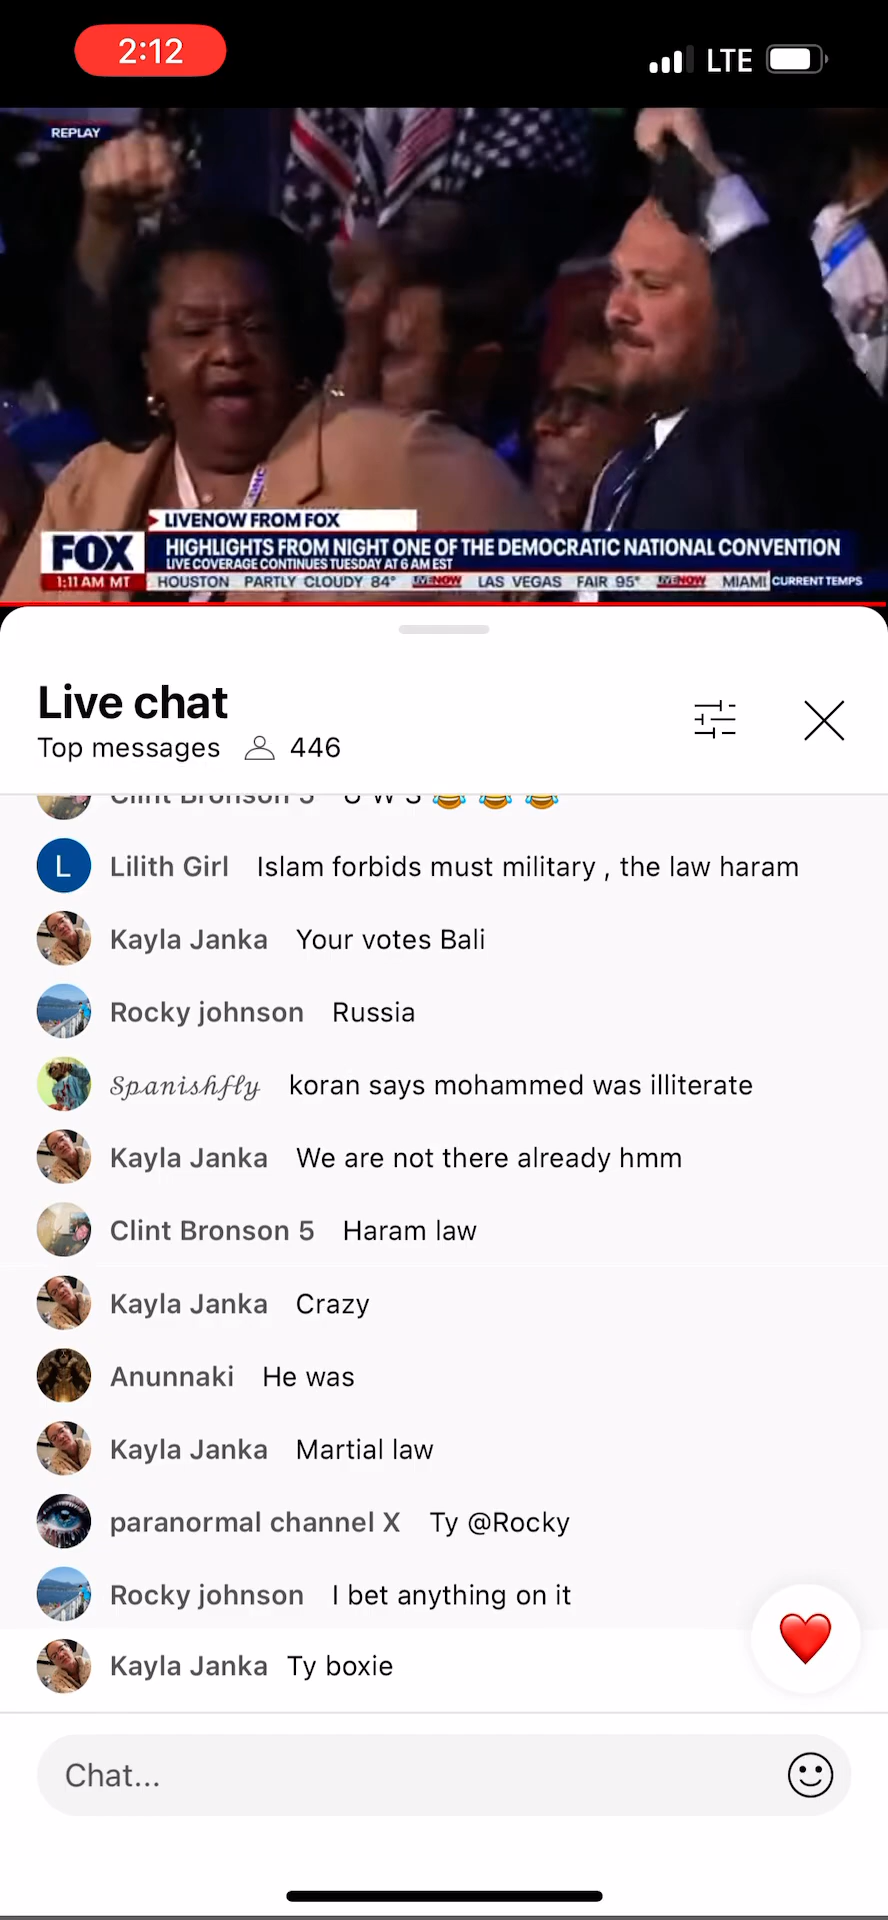 2:12
LTE
REPLAY
LIVENOW FROM FOX
FOX
HIGHLIGHTS FROM NIGHT ONE OF THE DEMOCRATIC NATIONAL CONVENTION
LIVE COVERAGE CONTINUES TUESDAY AT 6 AM EST
1:11 AM MT
HOUSTON PARTLY CLOUDY 84° LIVENOW LAS VEGAS FAIR 95° LIVENOW MIAMI CURRENT TEMPS
Live chat
Top messages 446
Clint Bronson 5 U W S 😂 😂 😂
L Lilith Girl Islam forbids must military , the law haram
Kayla Janka Your votes Bali
Rocky johnson Russia
Spanishfly koran says mohammed was illiterate
Kayla Janka We are not there already hmm
Clint Bronson 5 Haram law
Kayla Janka Crazy
Anunnaki He was
Kayla Janka Martial law
paranormal channel X Ty @Rocky
Rocky johnson I bet anything on it
Kayla Janka Ty boxie
Chat...